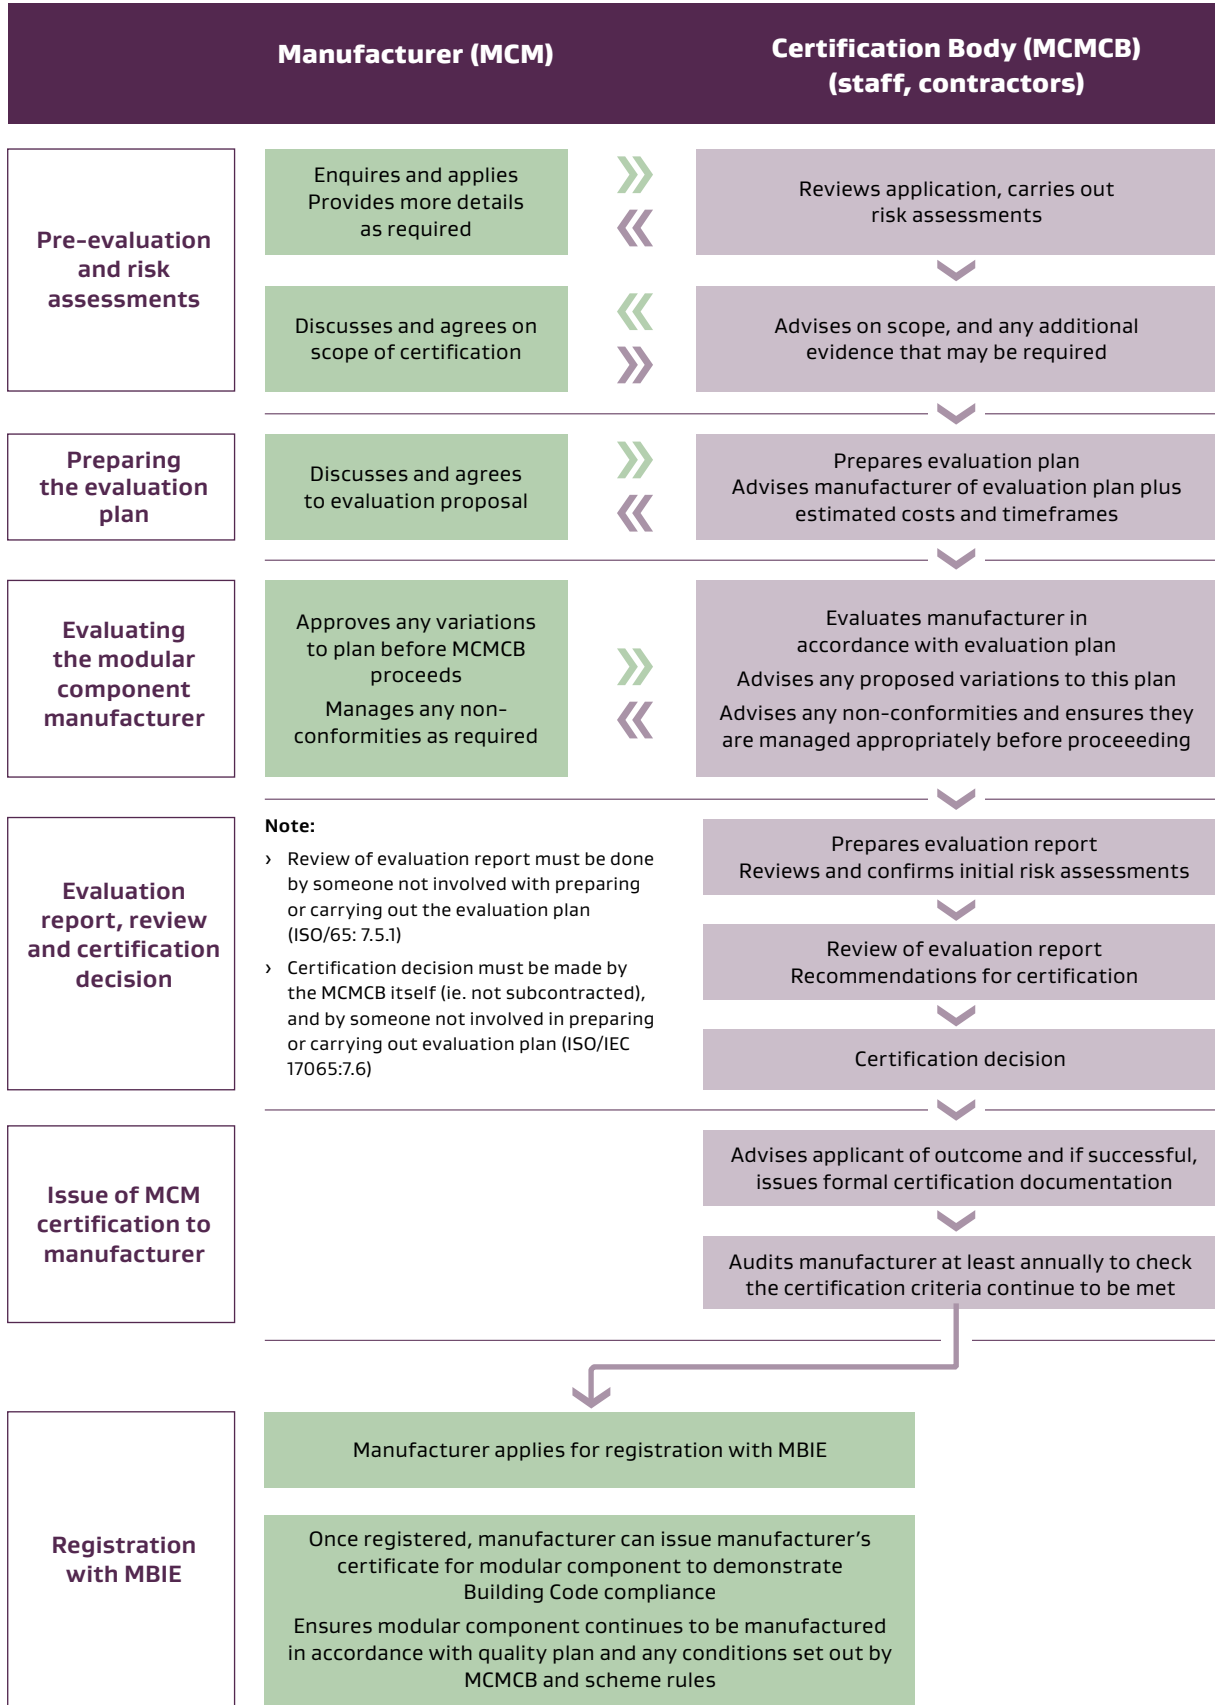 Manufacturer (MCM)
Certification Body (MCMCB)
(staff, contractors)
Pre-evaluation
and risk
assessments
Enquires and applies
Provides more details
as required
Reviews application, carries out
risk assessments
Discusses and agrees on
scope of certification
Advises on scope, and any additional
evidence that may be required
Preparing
the evaluation
plan
Discusses and agrees
to evaluation proposal
Prepares evaluation plan
Advises manufacturer of evaluation plan plus
estimated costs and timeframes
Evaluating
the modular
component
manufacturer
Approves any variations
to plan before MCMCB
proceeds
Manages any non-
conformities as required
Evaluates manufacturer in
accordance with evaluation plan
Advises any proposed variations to this plan
Advises any non-conformities and ensures they
are managed appropriately before proceeeding
Evaluation
report, review
and certification
decision
Note:
› Review of evaluation report must be done
by someone not involved with preparing
or carrying out the evaluation plan
(ISO/65: 7.5.1)
› Certification decision must be made by
the MCMCB itself (ie. not subcontracted),
and by someone not involved in preparing
or carrying out evaluation plan (ISO/IEC
17065:7.6)
Prepares evaluation report
Reviews and confirms initial risk assessments
Review of evaluation report
Recommendations for certification
Certification decision
Issue of MCM
certification to
manufacturer
Advises applicant of outcome and if successful,
issues formal certification documentation
Audits manufacturer at least annually to check
the certification criteria continue to be met
Registration
with MBIE
Manufacturer applies for registration with MBIE
Once registered, manufacturer can issue manufacturer’s
certificate for modular component to demonstrate
Building Code compliance
Ensures modular component continues to be manufactured
in accordance with quality plan and any conditions set out by
MCMCB and scheme rules